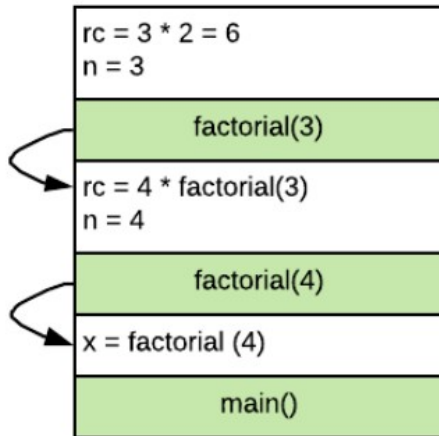 rc = 3 * 2 = 6
n = 3
factorial(3)
rc = 4 * factorial(3)
n = 4
factorial(4)
x = factorial (4)
main()